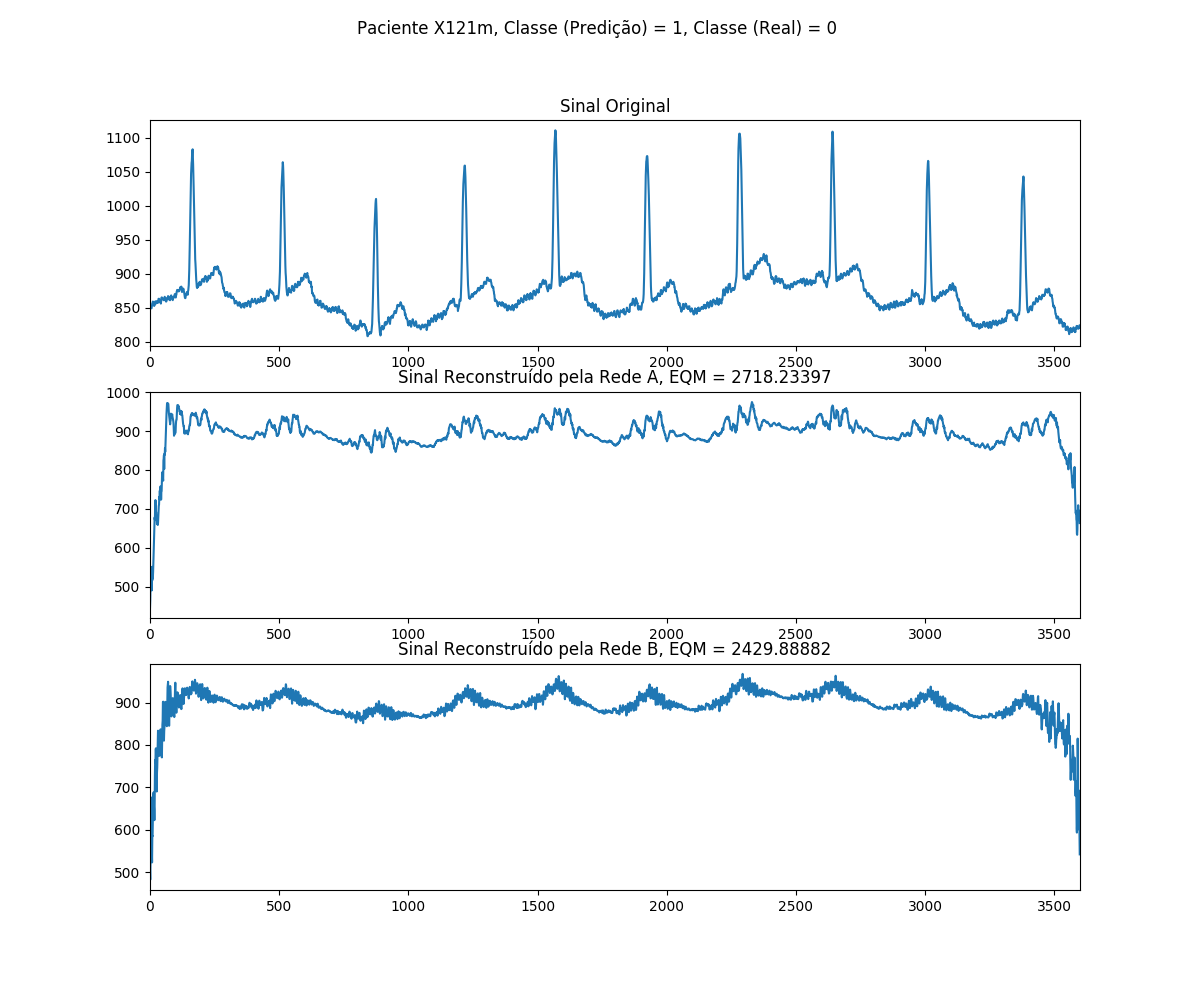 Paciente X121m, Classe (Predição) = 1, Classe (Real) = 0
Sinal Original
1100
1050
1000
950
900
850
800
0 500 1000 1500 2000 2500 3000 3500
Sinal Reconstruído pela Rede A, EQM = 2718.23397
1000
900
800
700
600
500
0 500 1000 1500 2000 2500 3000 3500
Sinal Reconstruído pela Rede B, EQM = 2429.88882
900
800
700
600
500
0 500 1000 1500 2000 2500 3000 3500